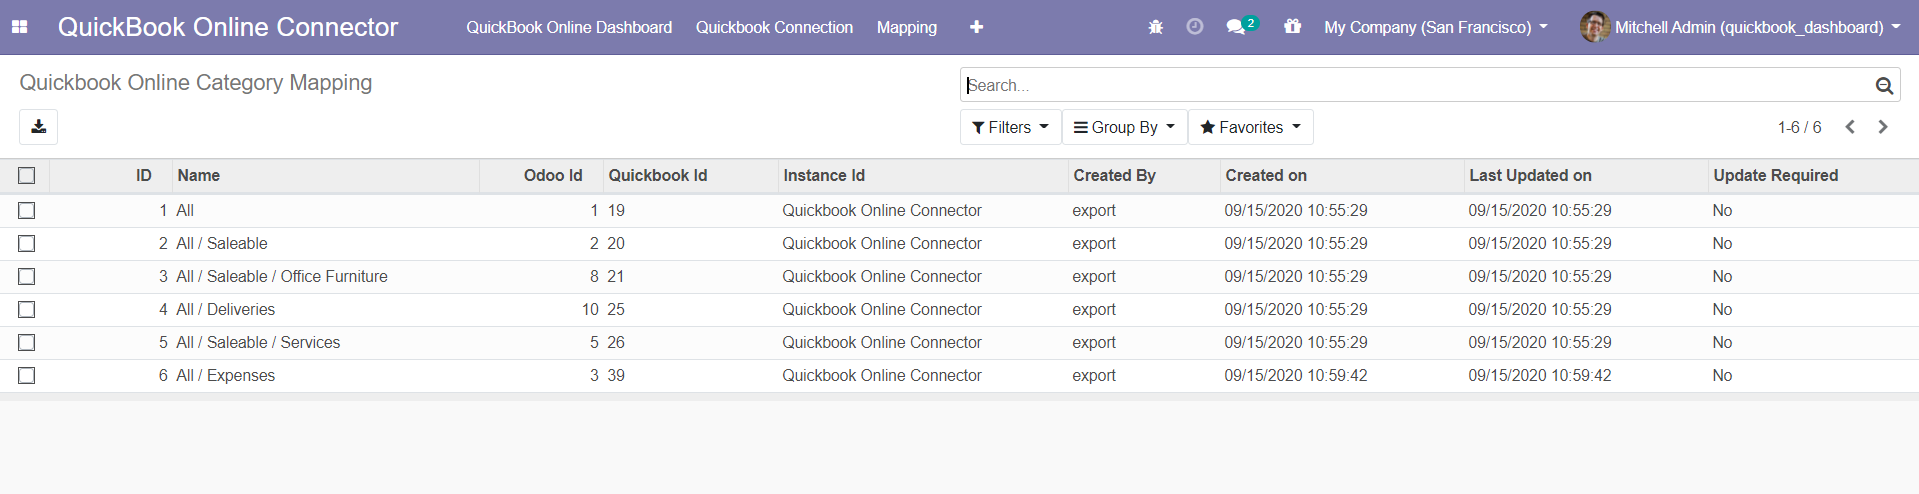 QuickBook Online Connector QuickBook Online Dashboard Quickbook Connection Mapping 2 My Company (San Francisco) Mitchell Admin (quickbook_dashboard)
Quickbook Online Category Mapping Search...
Filters Group By Favorites 1-6 / 6
ID Name Odoo Id Quickbook Id Instance Id Created By Created on Last Updated on Update Required
1 All 1 19 Quickbook Online Connector export 09/15/2020 10:55:29 09/15/2020 10:55:29 No
2 All / Saleable 2 20 Quickbook Online Connector export 09/15/2020 10:55:29 09/15/2020 10:55:29 No
3 All / Saleable / Office Furniture 8 21 Quickbook Online Connector export 09/15/2020 10:55:29 09/15/2020 10:55:29 No
4 All / Deliveries 10 25 Quickbook Online Connector export 09/15/2020 10:55:29 09/15/2020 10:55:29 No
5 All / Saleable / Services 5 26 Quickbook Online Connector export 09/15/2020 10:55:29 09/15/2020 10:55:29 No
6 All / Expenses 3 39 Quickbook Online Connector export 09/15/2020 10:59:42 09/15/2020 10:59:42 No